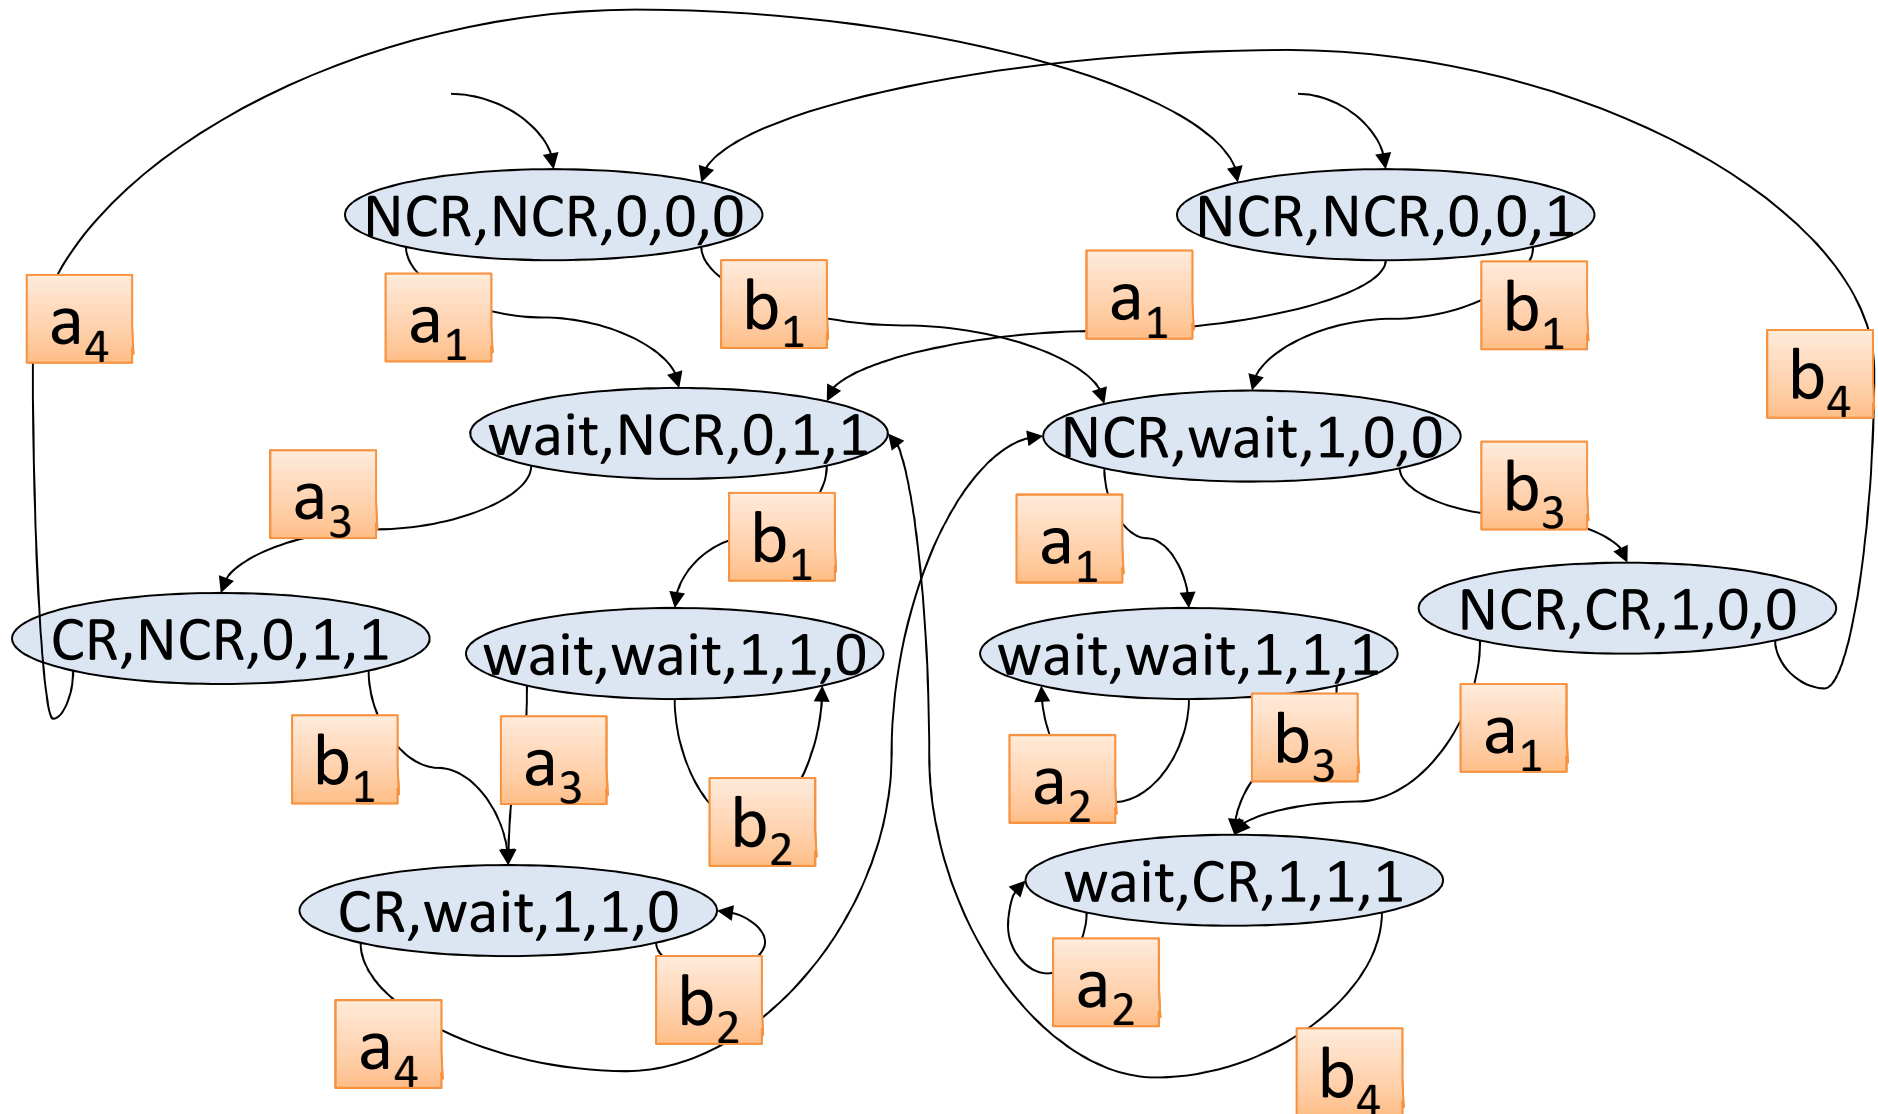 NCR,NCR,0,0,0
NCR,NCR,0,0,1
a4
a1
b1
a1
b1
b4
wait,NCR,0,1,1
NCR,wait,1,0,0
a3
b1
a1
b3
CR,NCR,0,1,1
wait,wait,1,1,0
wait,wait,1,1,1
NCR,CR,1,0,0
b1
a3
b2
a2
b3
a1
CR,wait,1,1,0
wait,CR,1,1,1
a4
b2
a2
b4